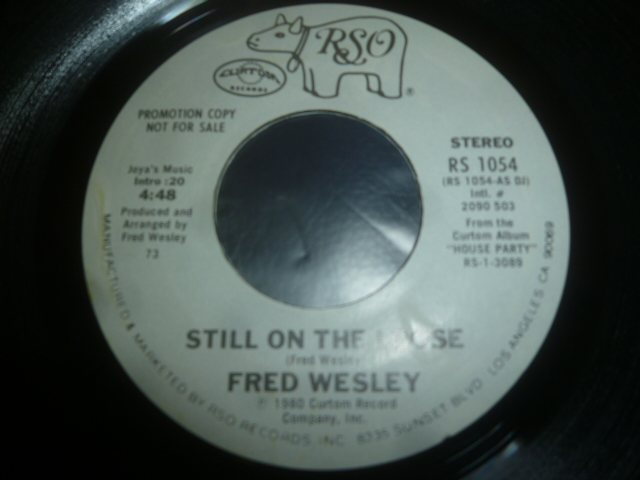 RSO
®
CURTOM
RECORDS
PROMOTION COPY
NOT FOR SALE
Joya's Music
Intro :20
4:48
Produced and
Arranged by
Fred Wesley
73
STEREO
RS 1054
(RS 1054-AS DJ)
Intl. #
2090 503
From the
Curtom Album
"HOUSE PARTY"
RS-1-3089
STILL ON THE
(Fred Wesley)
FRED WESLEY
℗ 1980 Curtom Record
Company, Inc.
MANUFACTURED & MARKETED BY RSO RECORDS, INC. 8335 SUNSET BLVD. LOS ANGELES, CA 90069